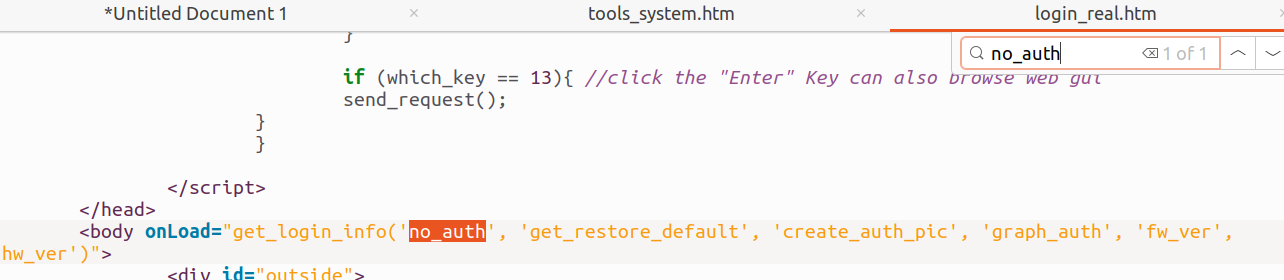 *Untitled Document 1 × tools_system.htm × login_real.htm
}
no_auth 1 of 1
if (which_key == 13){ //click the "Enter" Key can also browse web gui
send_request();
}
}
</script>
</head>
<body onLoad="get_login_info('no_auth', 'get_restore_default', 'create_auth_pic', 'graph_auth', 'fw_ver',
hw_ver')">
<div id="outside">